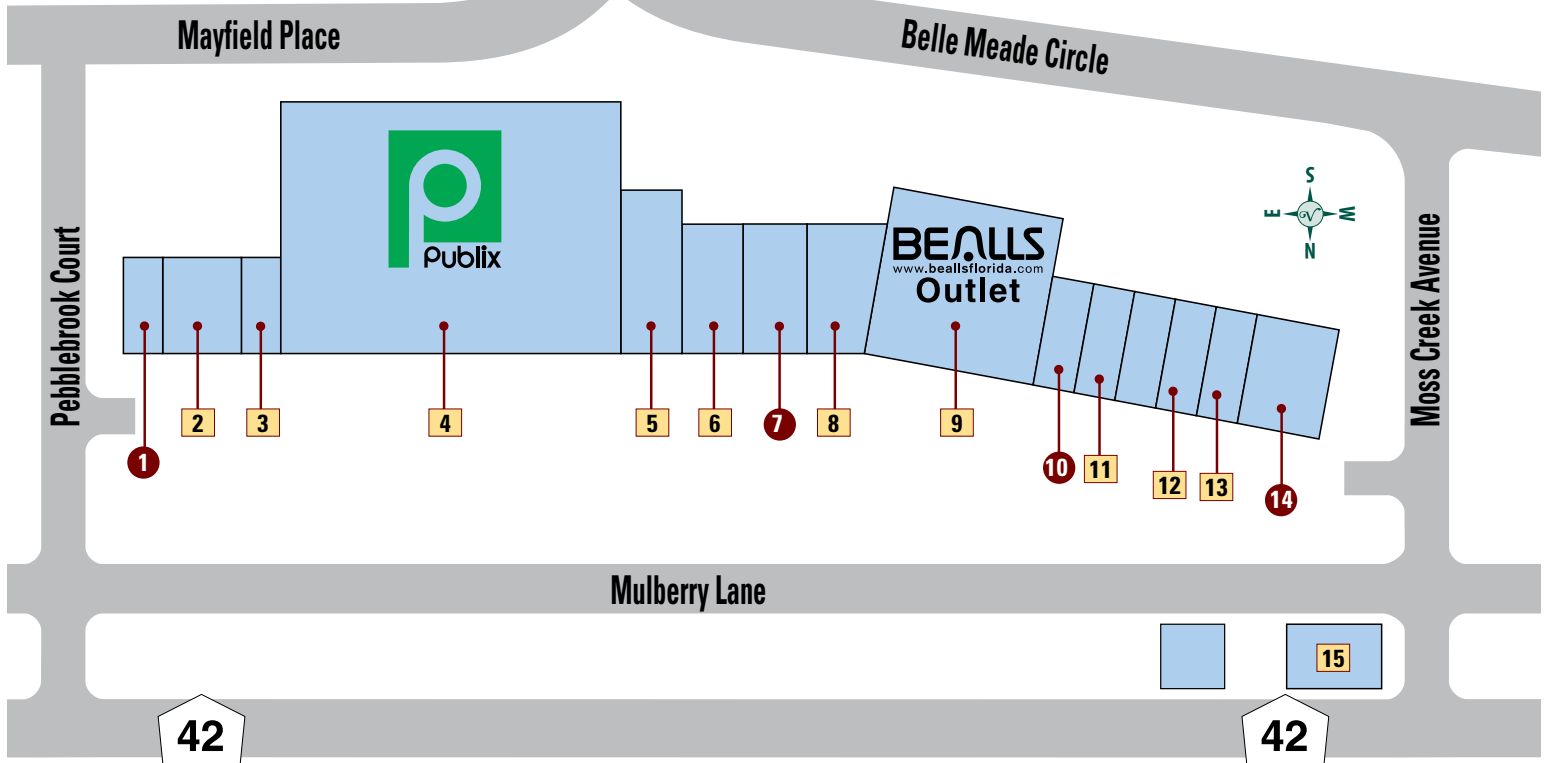 Mayfield Place
Belle Meade Circle
Publix
BEALLS
www.beallsflorida.com
Outlet
S
E
W
N
Pebblebrook Court
Moss Creek Avenue
1
2
3
4
5
6
7
8
9
10
11
12
13
14
Mulberry Lane
15
42
42